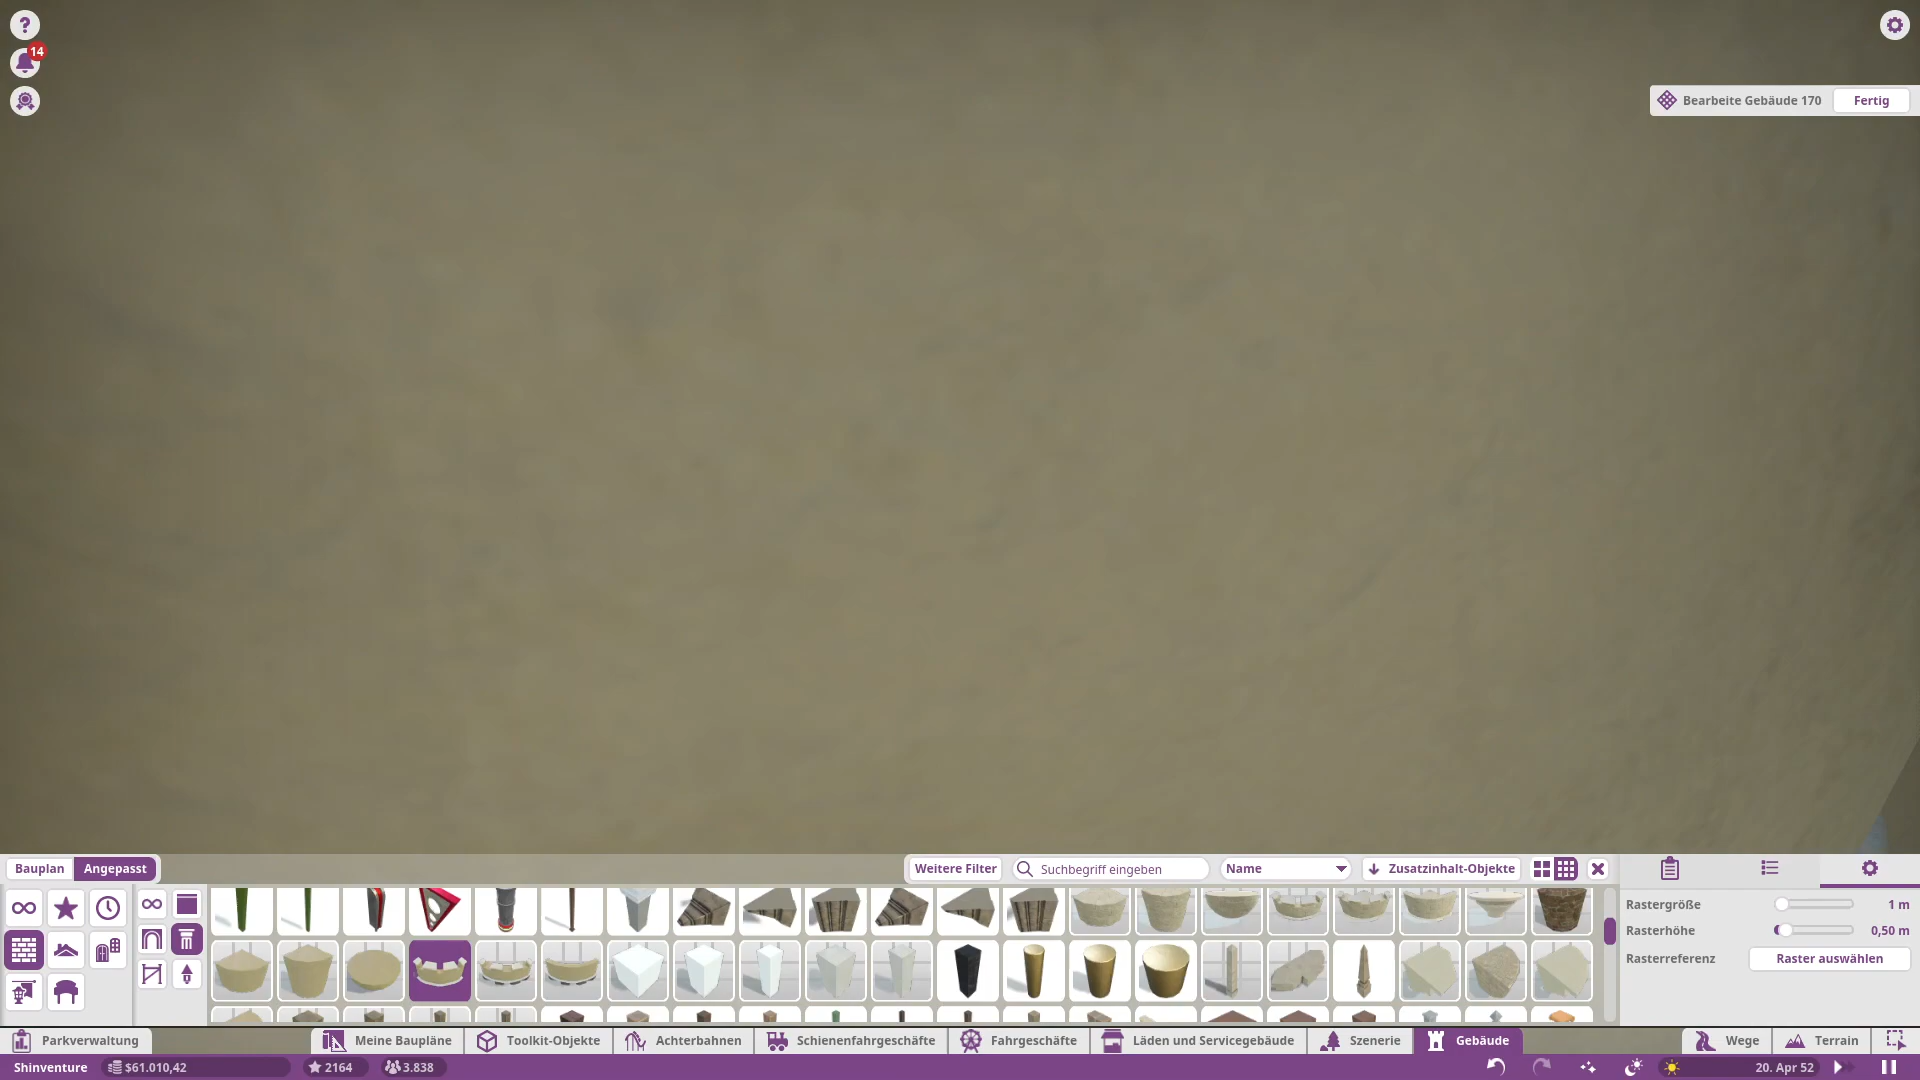 ?
14
Bearbeite Gebäude 170
Fertig
Bauplan
Angepasst
Weitere Filter
Suchbegriff eingeben
Name
Zusatzinhalt-Objekte
Rastergröße
1 m
Rasterhöhe
0,50 m
Rasterreferenz
Raster auswählen
Parkverwaltung
Meine Baupläne
Toolkit-Objekte
Achterbahnen
Schienenfahrgeschäfte
Fahrgeschäfte
Läden und Servicegebäude
Szenerie
Gebäude
Wege
Terrain
Shinventure
$61.010,42
2164
3.838
20. Apr 52